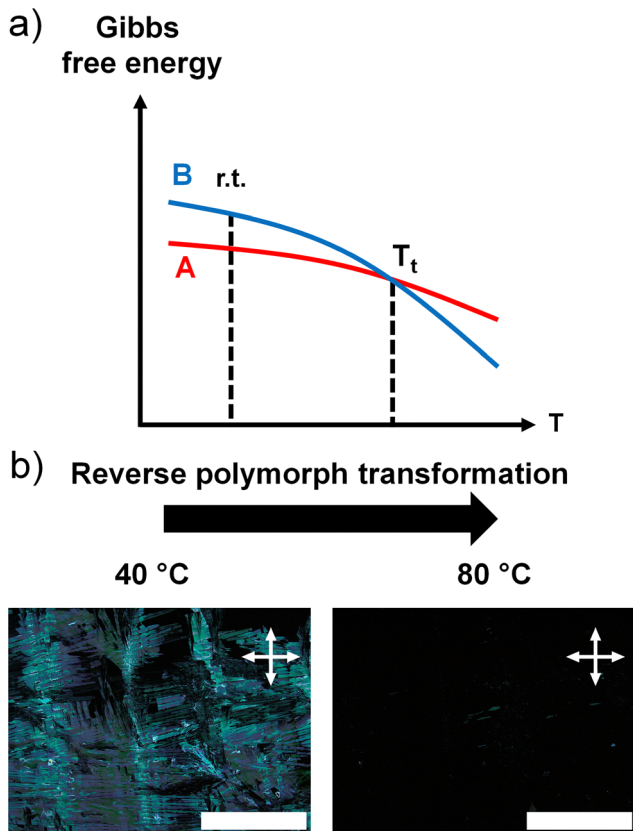 a)
Gibbs
free energy
B
r.t.
A
Tt
T
b)
Reverse polymorph transformation
40 °C
80 °C